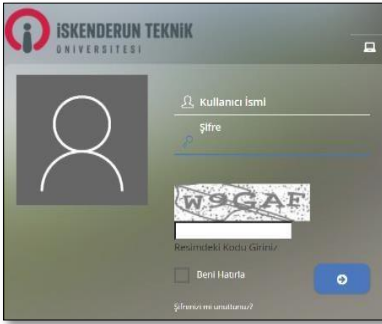 İSKENDERUN TEKNİK
ÜNİVERSİTESİ
Kullanıcı İsmi
Şifre
W9GAF
Resimdeki Kodu Giriniz
Beni Hatırla
Şifrenizi mi unuttunuz?